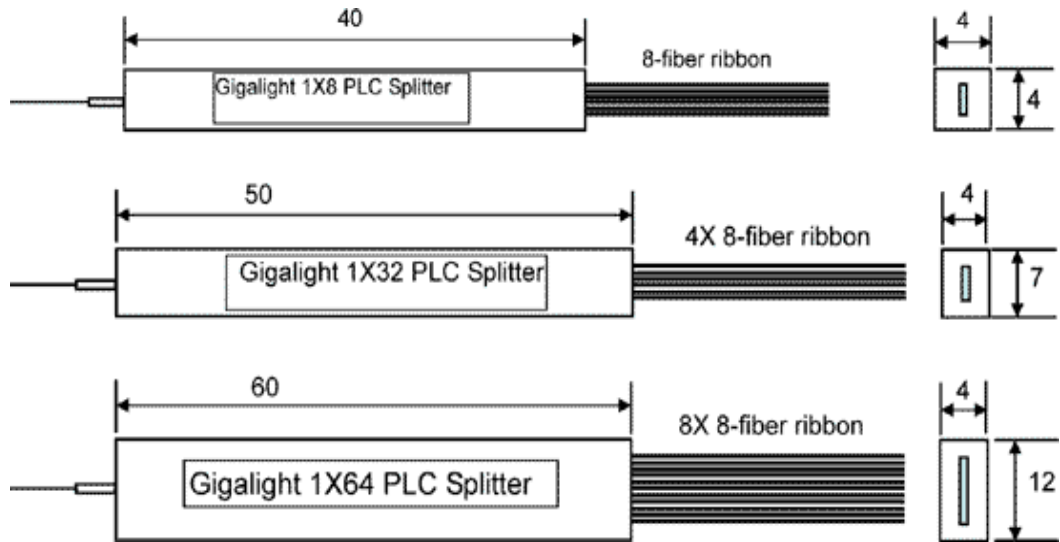 40
4
8-fiber ribbon
Gigalight 1X8 PLC Splitter
4
50
4
4X 8-fiber ribbon
Gigalight 1X32 PLC Splitter
7
60
4
8X 8-fiber ribbon
Gigalight 1X64 PLC Splitter
12